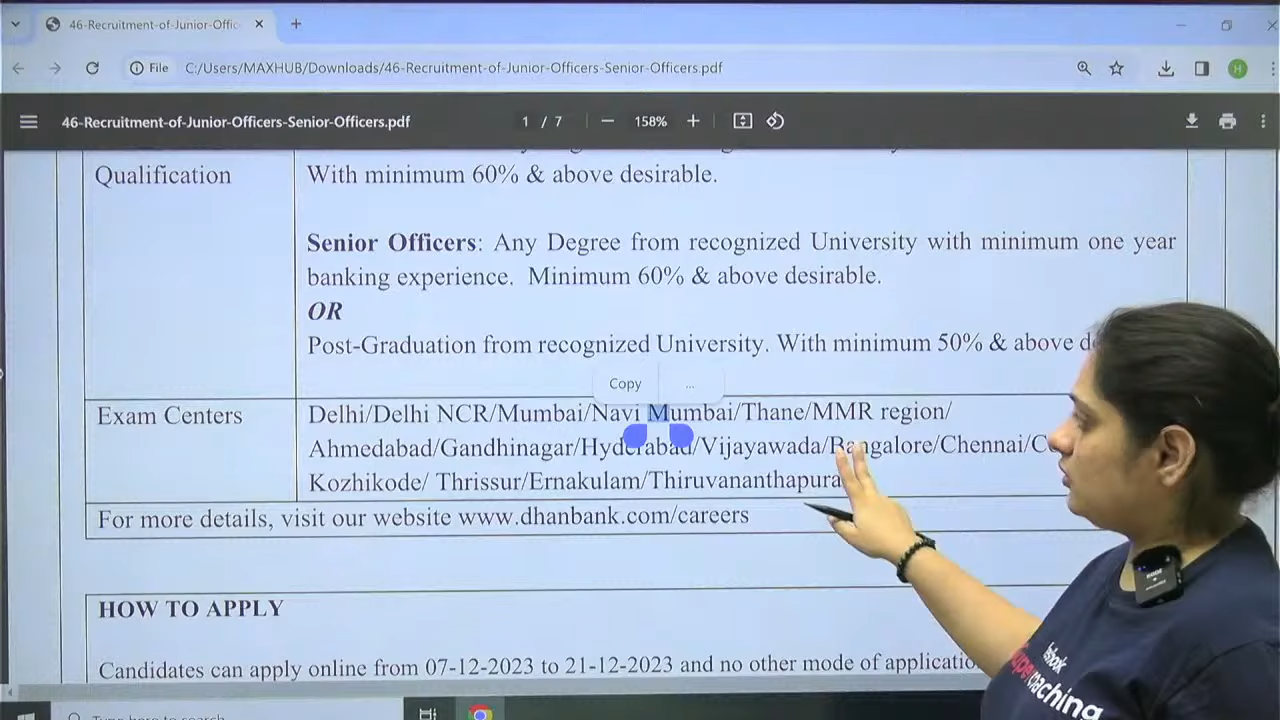 46-Recruitment-of-Junior-Offic
File
C:/Users/MAXHUB/Downloads/46-Recruitment-of-Junior-Officers-Senior-Officers.pdf
H
46-Recruitment-of-Junior-Officers-Senior-Officers.pdf
1 / 7
158%
Qualification
With minimum 60% & above desirable.
Senior Officers: Any Degree from recognized University with minimum one year
banking experience. Minimum 60% & above desirable.
OR
Post-Graduation from recognized University. With minimum 50% & above
Copy
...
Exam Centers
Delhi/Delhi NCR/Mumbai/Navi Mumbai/Thane/MMR region/
Ahmedabad/Gandhinagar/Hyderabad/Vijayawada/Bangalore/Chennai/
Kozhikode/ Thrissur/Ernakulam/Thiruvananthapura
For more details, visit our website www.dhanbank.com/careers
HOW TO APPLY
Candidates can apply online from 07-12-2023 to 21-12-2023 and no other mode of applicatio
Type here to search
RODE